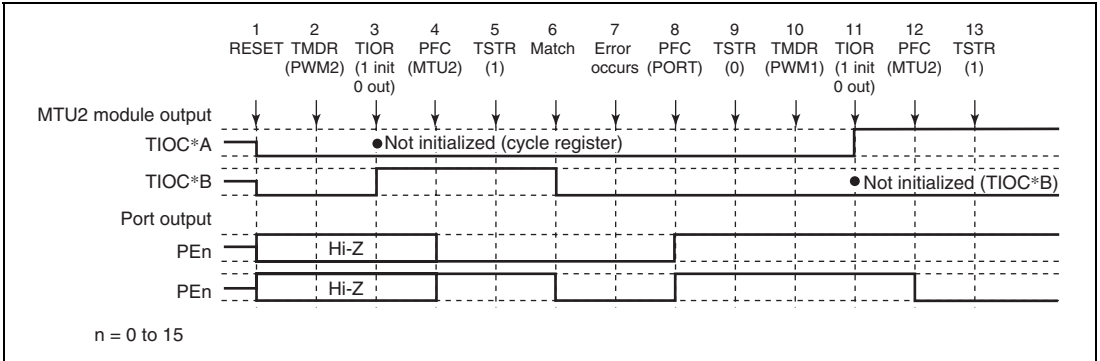 1 2 3 4 5 6 7 8 9 10 11 12 13
RESET TMDR TIOR PFC TSTR Match Error PFC TSTR TMDR TIOR PFC TSTR
(PWM2) (1 init (MTU2) (1) occurs (PORT) (0) (PWM1) (1 init (MTU2) (1)
0 out) 0 out)
MTU2 module output
TIOC*A ●Not initialized (cycle register)
TIOC*B ●Not initialized (TIOC*B)
Port output
PEn Hi-Z
PEn Hi-Z
n = 0 to 15